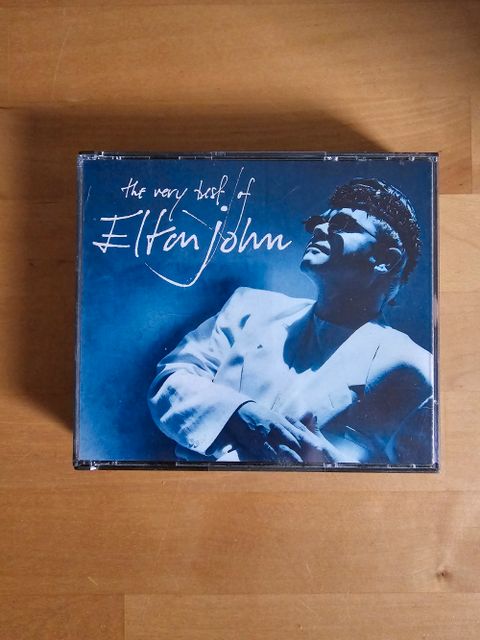 the very best of
Elton John